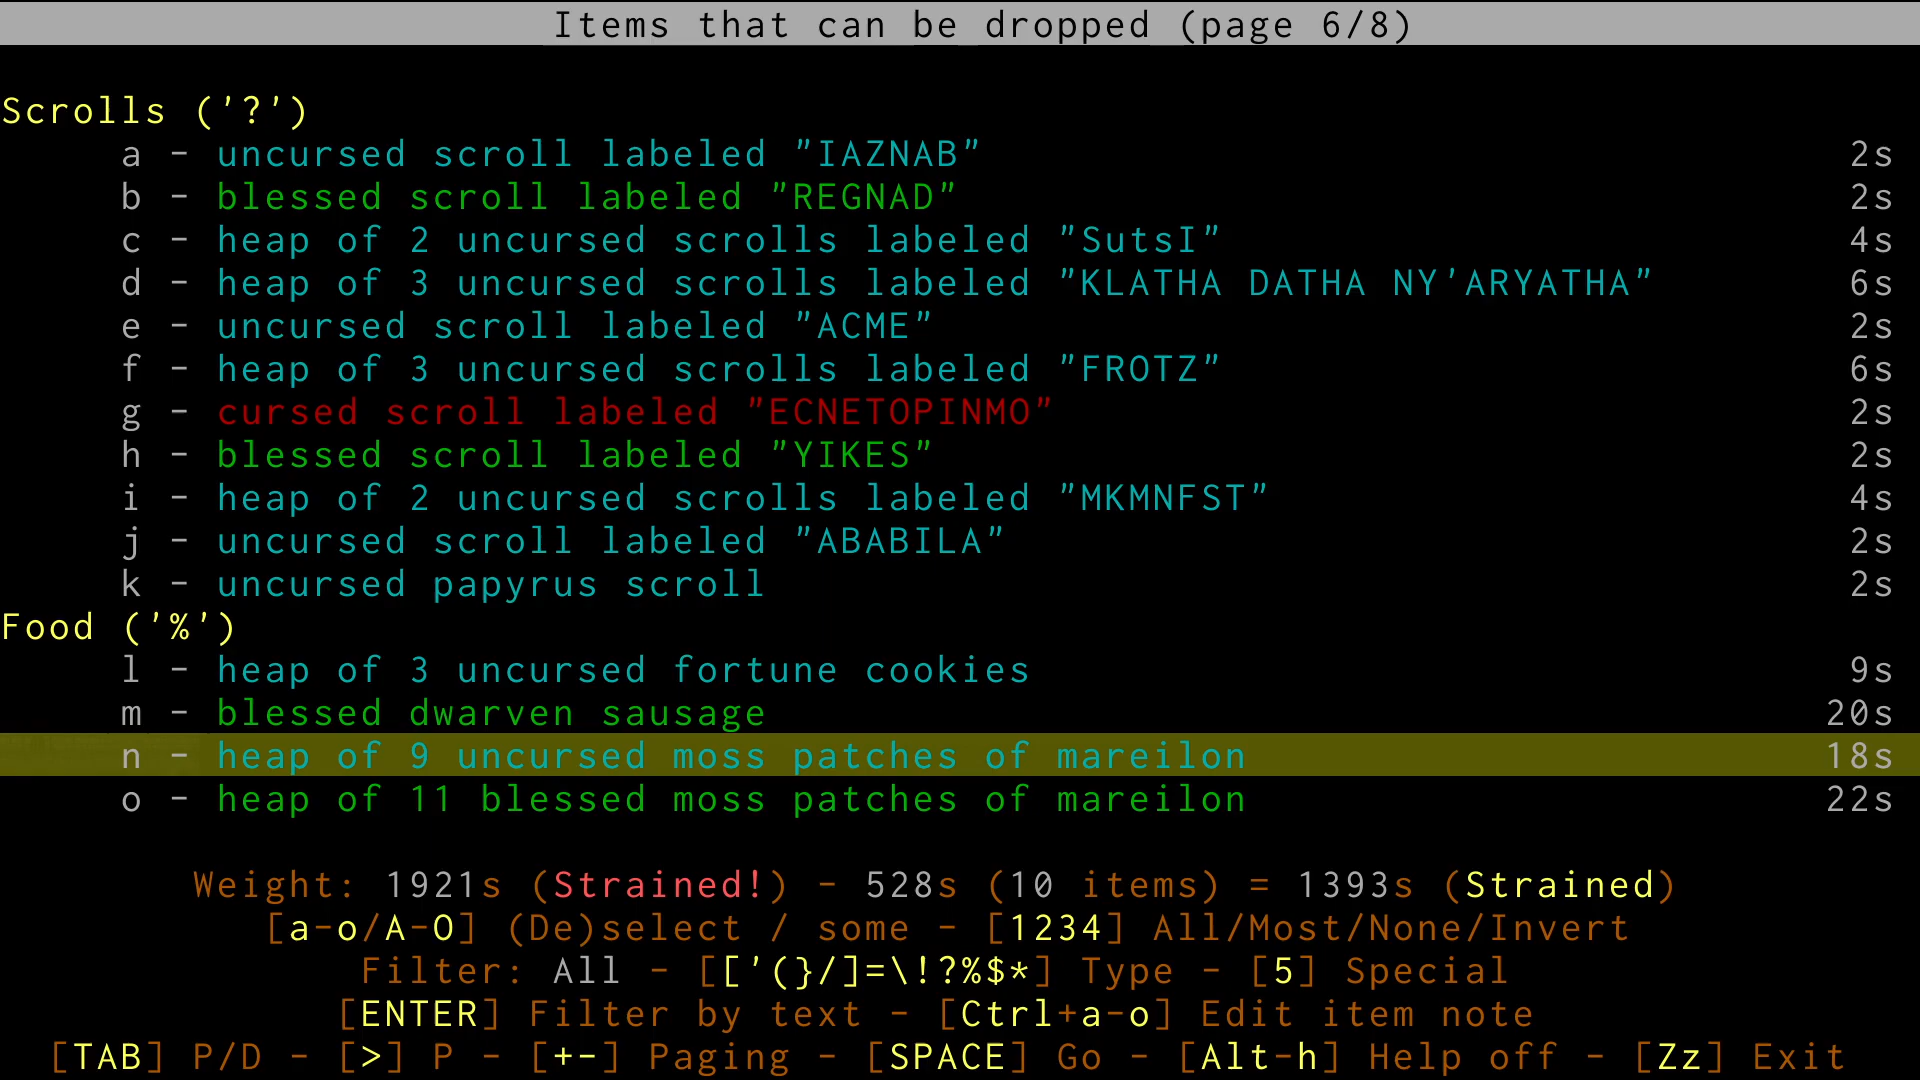 Items that can be dropped (page 6/8)
Scrolls ('?')
a - uncursed scroll labeled "IAZNAB" 2s
b - blessed scroll labeled "REGNAD" 2s
c - heap of 2 uncursed scrolls labeled "SutsI" 4s
d - heap of 3 uncursed scrolls labeled "KLATHA DATHA NY'ARYATHA" 6s
e - uncursed scroll labeled "ACME" 2s
f - heap of 3 uncursed scrolls labeled "FROTZ" 6s
g - cursed scroll labeled "ECNETOPINMO" 2s
h - blessed scroll labeled "YIKES" 2s
i - heap of 2 uncursed scrolls labeled "MKMNFST" 4s
j - uncursed scroll labeled "ABABILA" 2s
k - uncursed papyrus scroll 2s
Food ('%')
l - heap of 3 uncursed fortune cookies 9s
m - blessed dwarven sausage 20s
n - heap of 9 uncursed moss patches of mareilon 18s
o - heap of 11 blessed moss patches of mareilon 22s
Weight: 1921s (Strained!) - 528s (10 items) = 1393s (Strained)
[a-o/A-O] (De)select / some - [1234] All/Most/None/Invert
Filter: All - [['(}/]=\!?%$*] Type - [5] Special
[ENTER] Filter by text - [Ctrl+a-o] Edit item note
[TAB] P/D - [>] P - [+-] Paging - [SPACE] Go - [Alt-h] Help off - [Zz] Exit